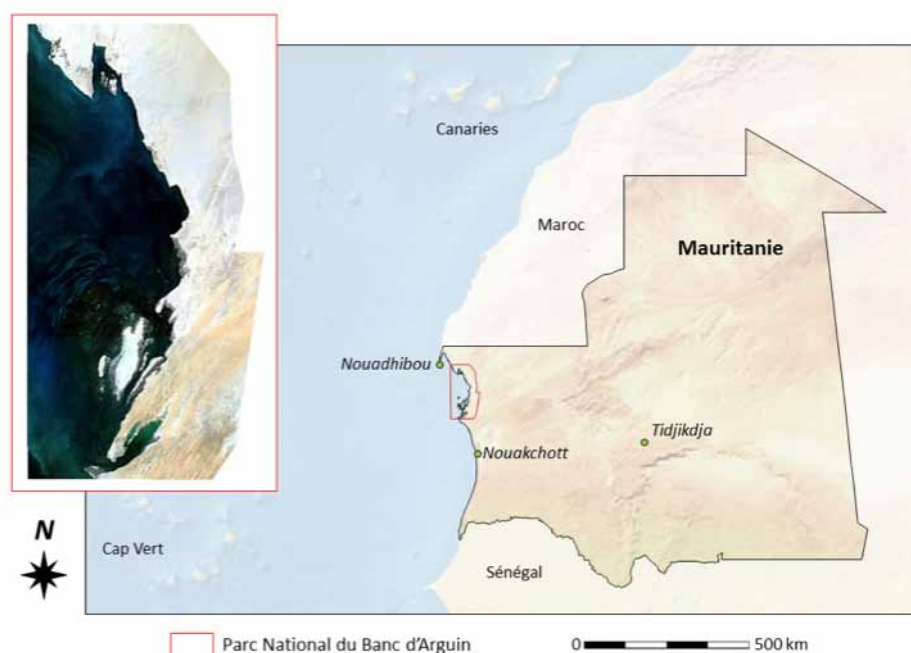 Canaries
Maroc
Mauritanie
Nouadhibou
Tidjikdja
Nouakchott
N
Cap Vert
Sénégal
Parc National du Banc d'Arguin
0 500 km